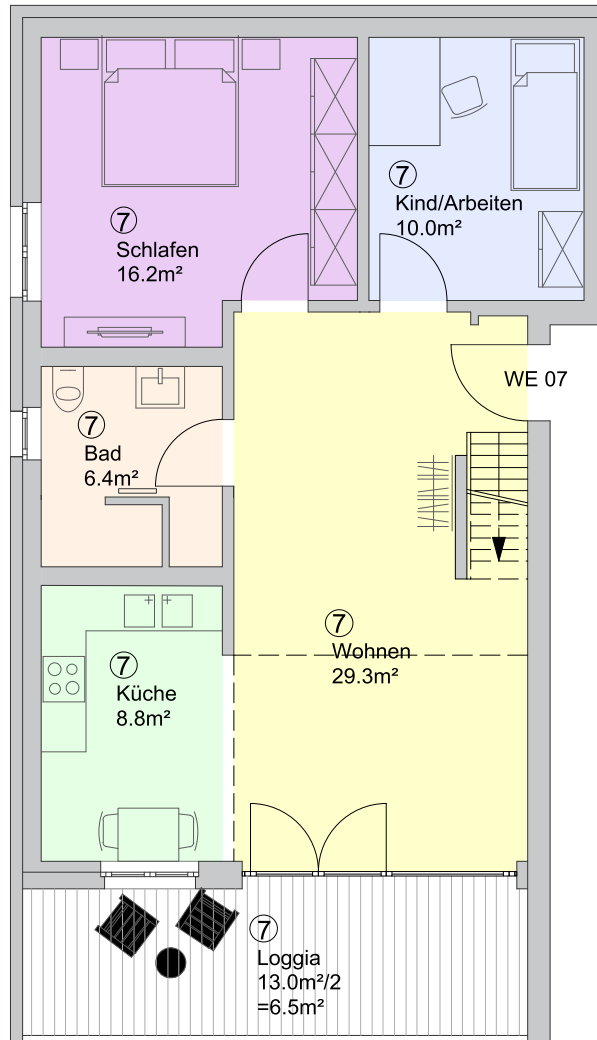 7
Schlafen
16.2m²
7
Kind/Arbeiten
10.0m²
WE 07
7
Bad
6.4m²
7
Wohnen
29.3m²
7
Küche
8.8m²
7
Loggia
13.0m²/2
=6.5m²